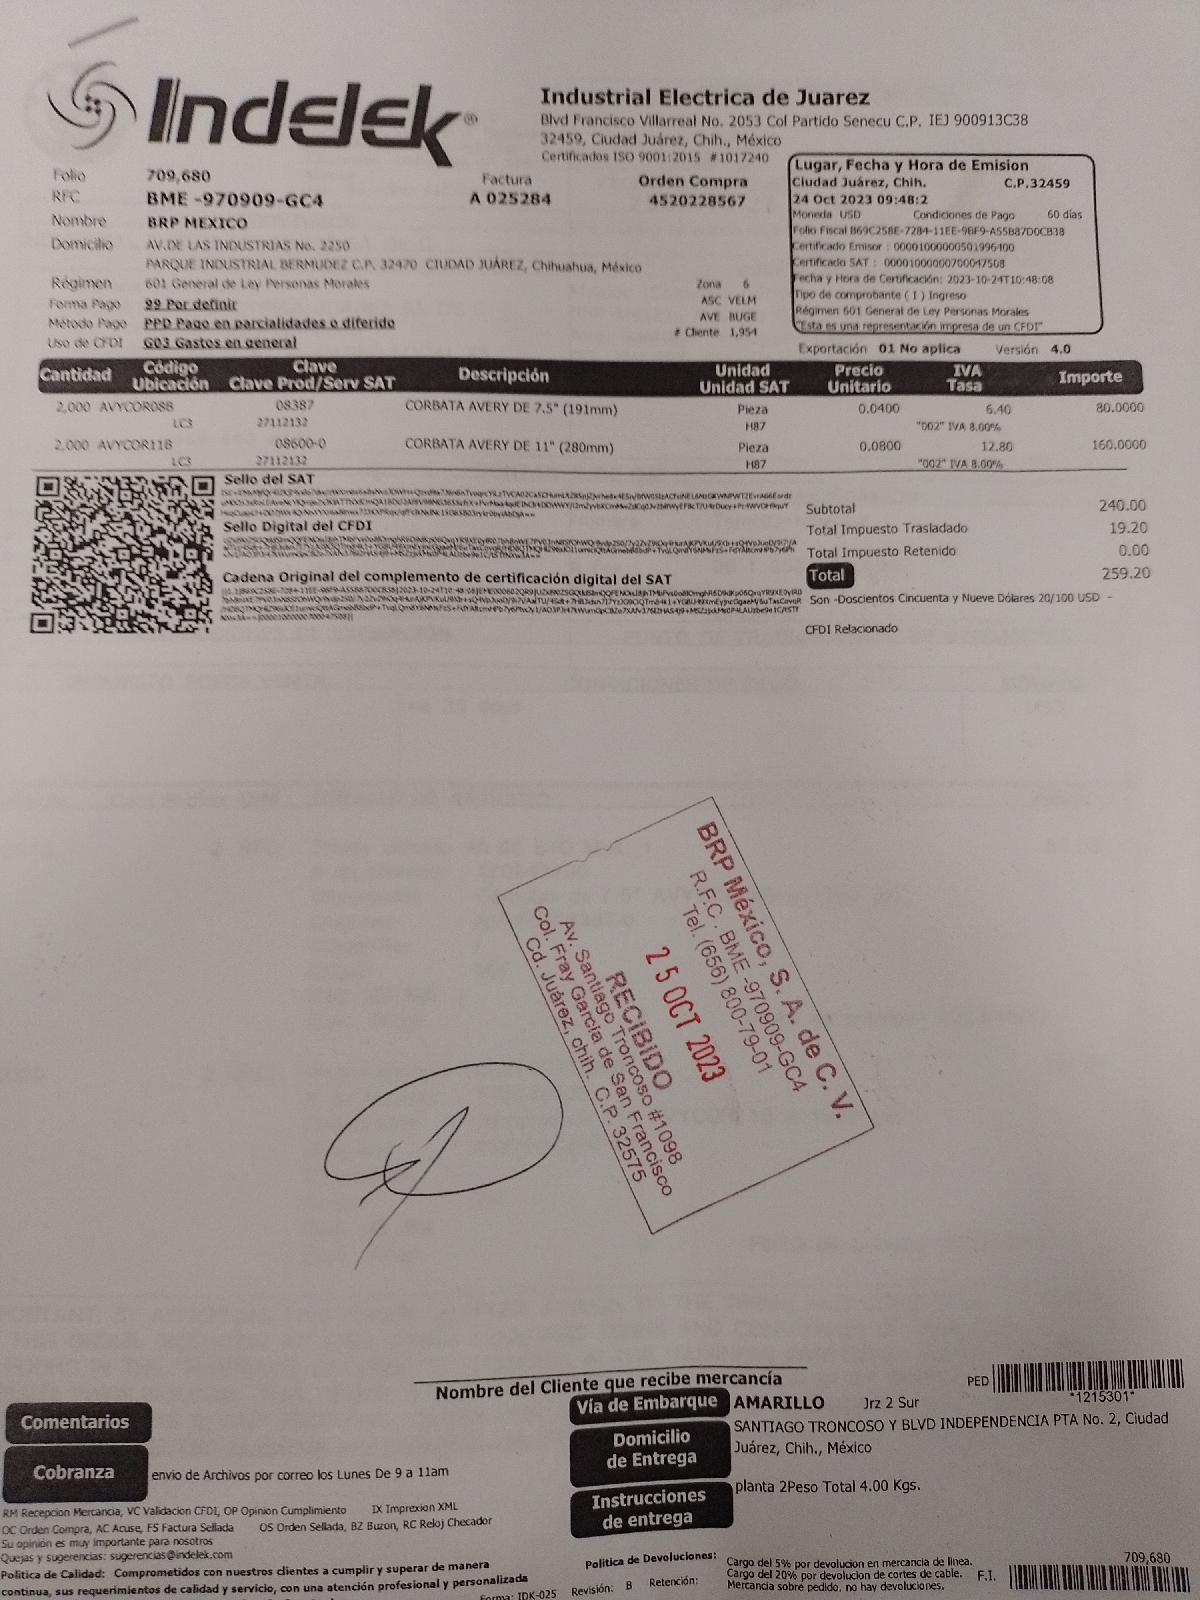 Indelek®
Industrial Electrica de Juarez
Blvd Francisco Villarreal No. 2053 Col Partido Senecu C.P. IEJ 900913C38
32459, Ciudad Juárez, Chih., México
Certificados ISO 9001:2015 #1017240
Folio 709,680 Factura Orden Compra
RFC BME -970909-GC4 A 025284 4520228567
Nombre BRP MEXICO
Domicilio AV.DE LAS INDUSTRIAS No. 2250
PARQUE INDUSTRIAL BERMUDEZ C.P. 32470 CIUDAD JUÁREZ, Chihuahua, México
Régimen 601 General de Ley Personas Morales
Forma Pago 99 Por definir
Método Pago PPD Pago en parcialidades o diferido
Uso de CFDI G03 Gastos en general
Zona 6
ASC VELM
AVE BUGE
# Cliente 1,954
Lugar, Fecha y Hora de Emision
Ciudad Juárez, Chih. C.P.32459
24 Oct 2023 09:48:2
Moneda USD Condiciones de Pago 60 días
Folio Fiscal B69C258E-7284-11EE-9BF9-A55B87D0CB38
Certificado Emisor : 00001000000501996400
Certificado SAT : 00001000000700047508
Fecha y Hora de Certificación: 2023-10-24T10:48:08
Tipo de comprobante ( I ) Ingreso
Régimen 601 General de Ley Personas Morales
"Esta es una representación impresa de un CFDI"
Exportación 01 No aplica Versión 4.0
Cantidad Código Ubicación Clave Clave Prod/Serv SAT Descripción Unidad Unidad SAT Precio Unitario IVA Tasa Importe
2,000 AVYCOR08B 08387 CORBATA AVERY DE 7.5" (191mm) Pieza 0.0400 6.40 80.0000
LC3 27112132 H87 "002" IVA 8.00%
2,000 AVYCOR11B 08600-0 CORBATA AVERY DE 11" (280mm) Pieza 0.0800 12.80 160.0000
LC3 27112132 H87 "002" IVA 8.00%
Sello del SAT
Sello Digital del CFDI
Cadena Original del complemento de certificación digital del SAT
Subtotal 240.00
Total Impuesto Trasladado 19.20
Total Impuesto Retenido 0.00
Total 259.20
Son -Doscientos Cincuenta y Nueve Dólares 20/100 USD -
CFDI Relacionado
BRP México, S. A. de C. V.
R.F.C. BME -970909-GC4
Tel. (656) 800-79-01
25 OCT 2023
RECIBIDO
Av. Santiago Troncoso #1098
Col. Fray Garcia de San Francisco
Cd. Juárez, chih. C.P. 32575
Nombre del Cliente que recibe mercancía
PED *1215301*
Comentarios
Cobranza envio de Archivos por correo los Lunes De 9 a 11am
Vía de Embarque AMARILLO Jrz 2 Sur
Domicilio de Entrega SANTIAGO TRONCOSO Y BLVD INDEPENDENCIA PTA No. 2, Ciudad
Juárez, Chih., México
Instrucciones de entrega planta 2Peso Total 4.00 Kgs.
RM Recepcion Mercancia, VC Validacion CFDI, OP Opinion Cumplimiento IX Imprexion XML
OC Orden Compra, AC Acuse, FS Factura Sellada OS Orden Sellada, BZ Buzon, RC Reloj Checador
Su opinión es muy importante para nosotros
Quejas y sugerencias: sugerencias@indelek.com
Politica de Calidad: Comprometidos con nuestros clientes a cumplir y superar de manera
continua, sus requerimientos de calidad y servicio, con una atención profesional y personalizada
Forma: IDK-025 Revisión: B Retención:
Politica de Devoluciones: Cargo del 5% por devolucion en mercancia de linea.
Cargo del 20% por devolucion de cortes de cable.
Mercancia sobre pedido, no hay devoluciones.
F.I. 709,680